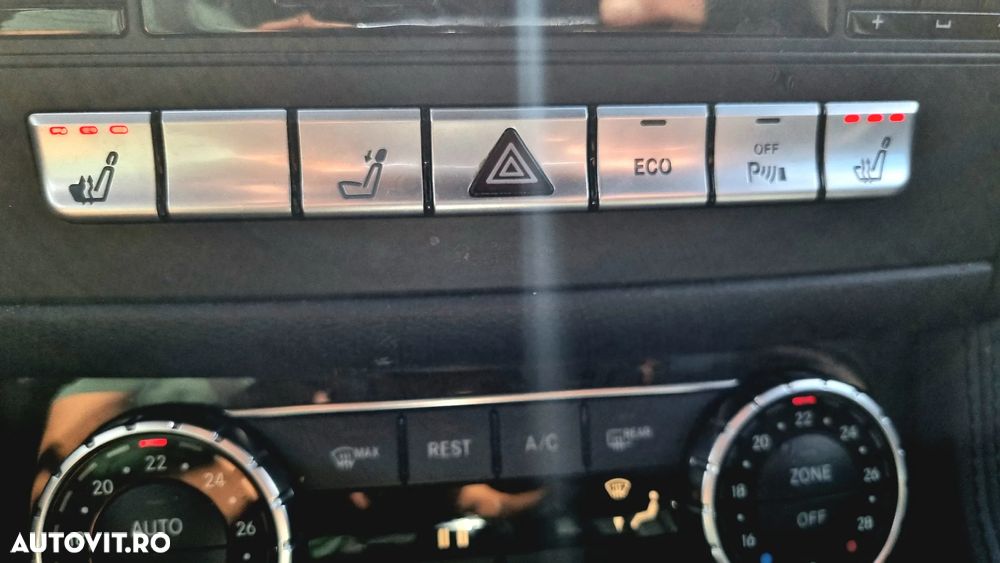 +
ECO
OFF
P
MAX
REST
A/C
REAR
20 22 24 26
AUTO
16 18 20 22 24 26 28
ZONE
OFF
AUTOVIT.RO